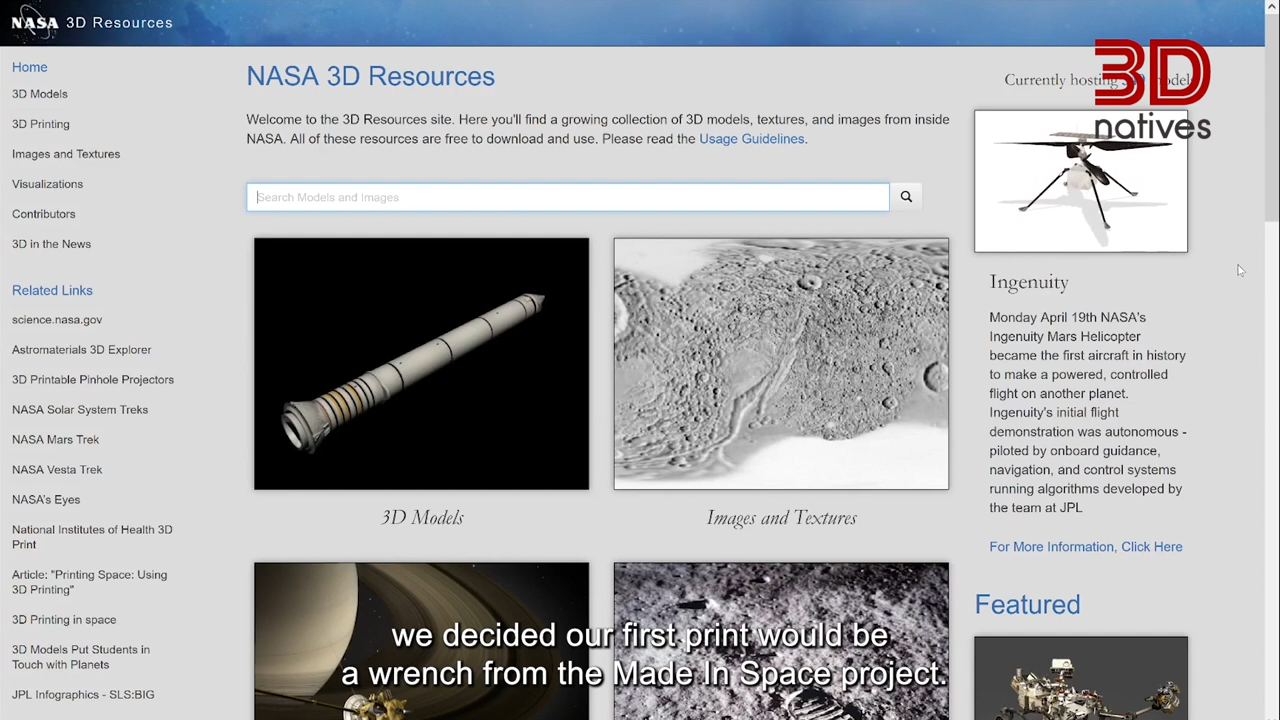 NASA 3D Resources
3D
natives
Home
3D Models
3D Printing
Images and Textures
Visualizations
Contributors
3D in the News
Related Links
science.nasa.gov
Astromaterials 3D Explorer
3D Printable Pinhole Projectors
NASA Solar System Treks
NASA Mars Trek
NASA Vesta Trek
NASA's Eyes
National Institutes of Health 3D
Print
Article: "Printing Space: Using
3D Printing"
3D Printing in space
3D Models Put Students in
Touch with Planets
JPL Infographics - SLS:BIG
NASA 3D Resources
Welcome to the 3D Resources site. Here you'll find a growing collection of 3D models, textures, and images from inside
NASA. All of these resources are free to download and use. Please read the Usage Guidelines.
Search Models and Images
3D Models
Images and Textures
Currently hosting
Ingenuity
Monday April 19th NASA's
Ingenuity Mars Helicopter
became the first aircraft in history
to make a powered, controlled
flight on another planet.
Ingenuity's initial flight
demonstration was autonomous -
piloted by onboard guidance,
navigation, and control systems
running algorithms developed by
the team at JPL
For More Information, Click Here
Featured
we decided our first print would be
a wrench from the Made In Space project.